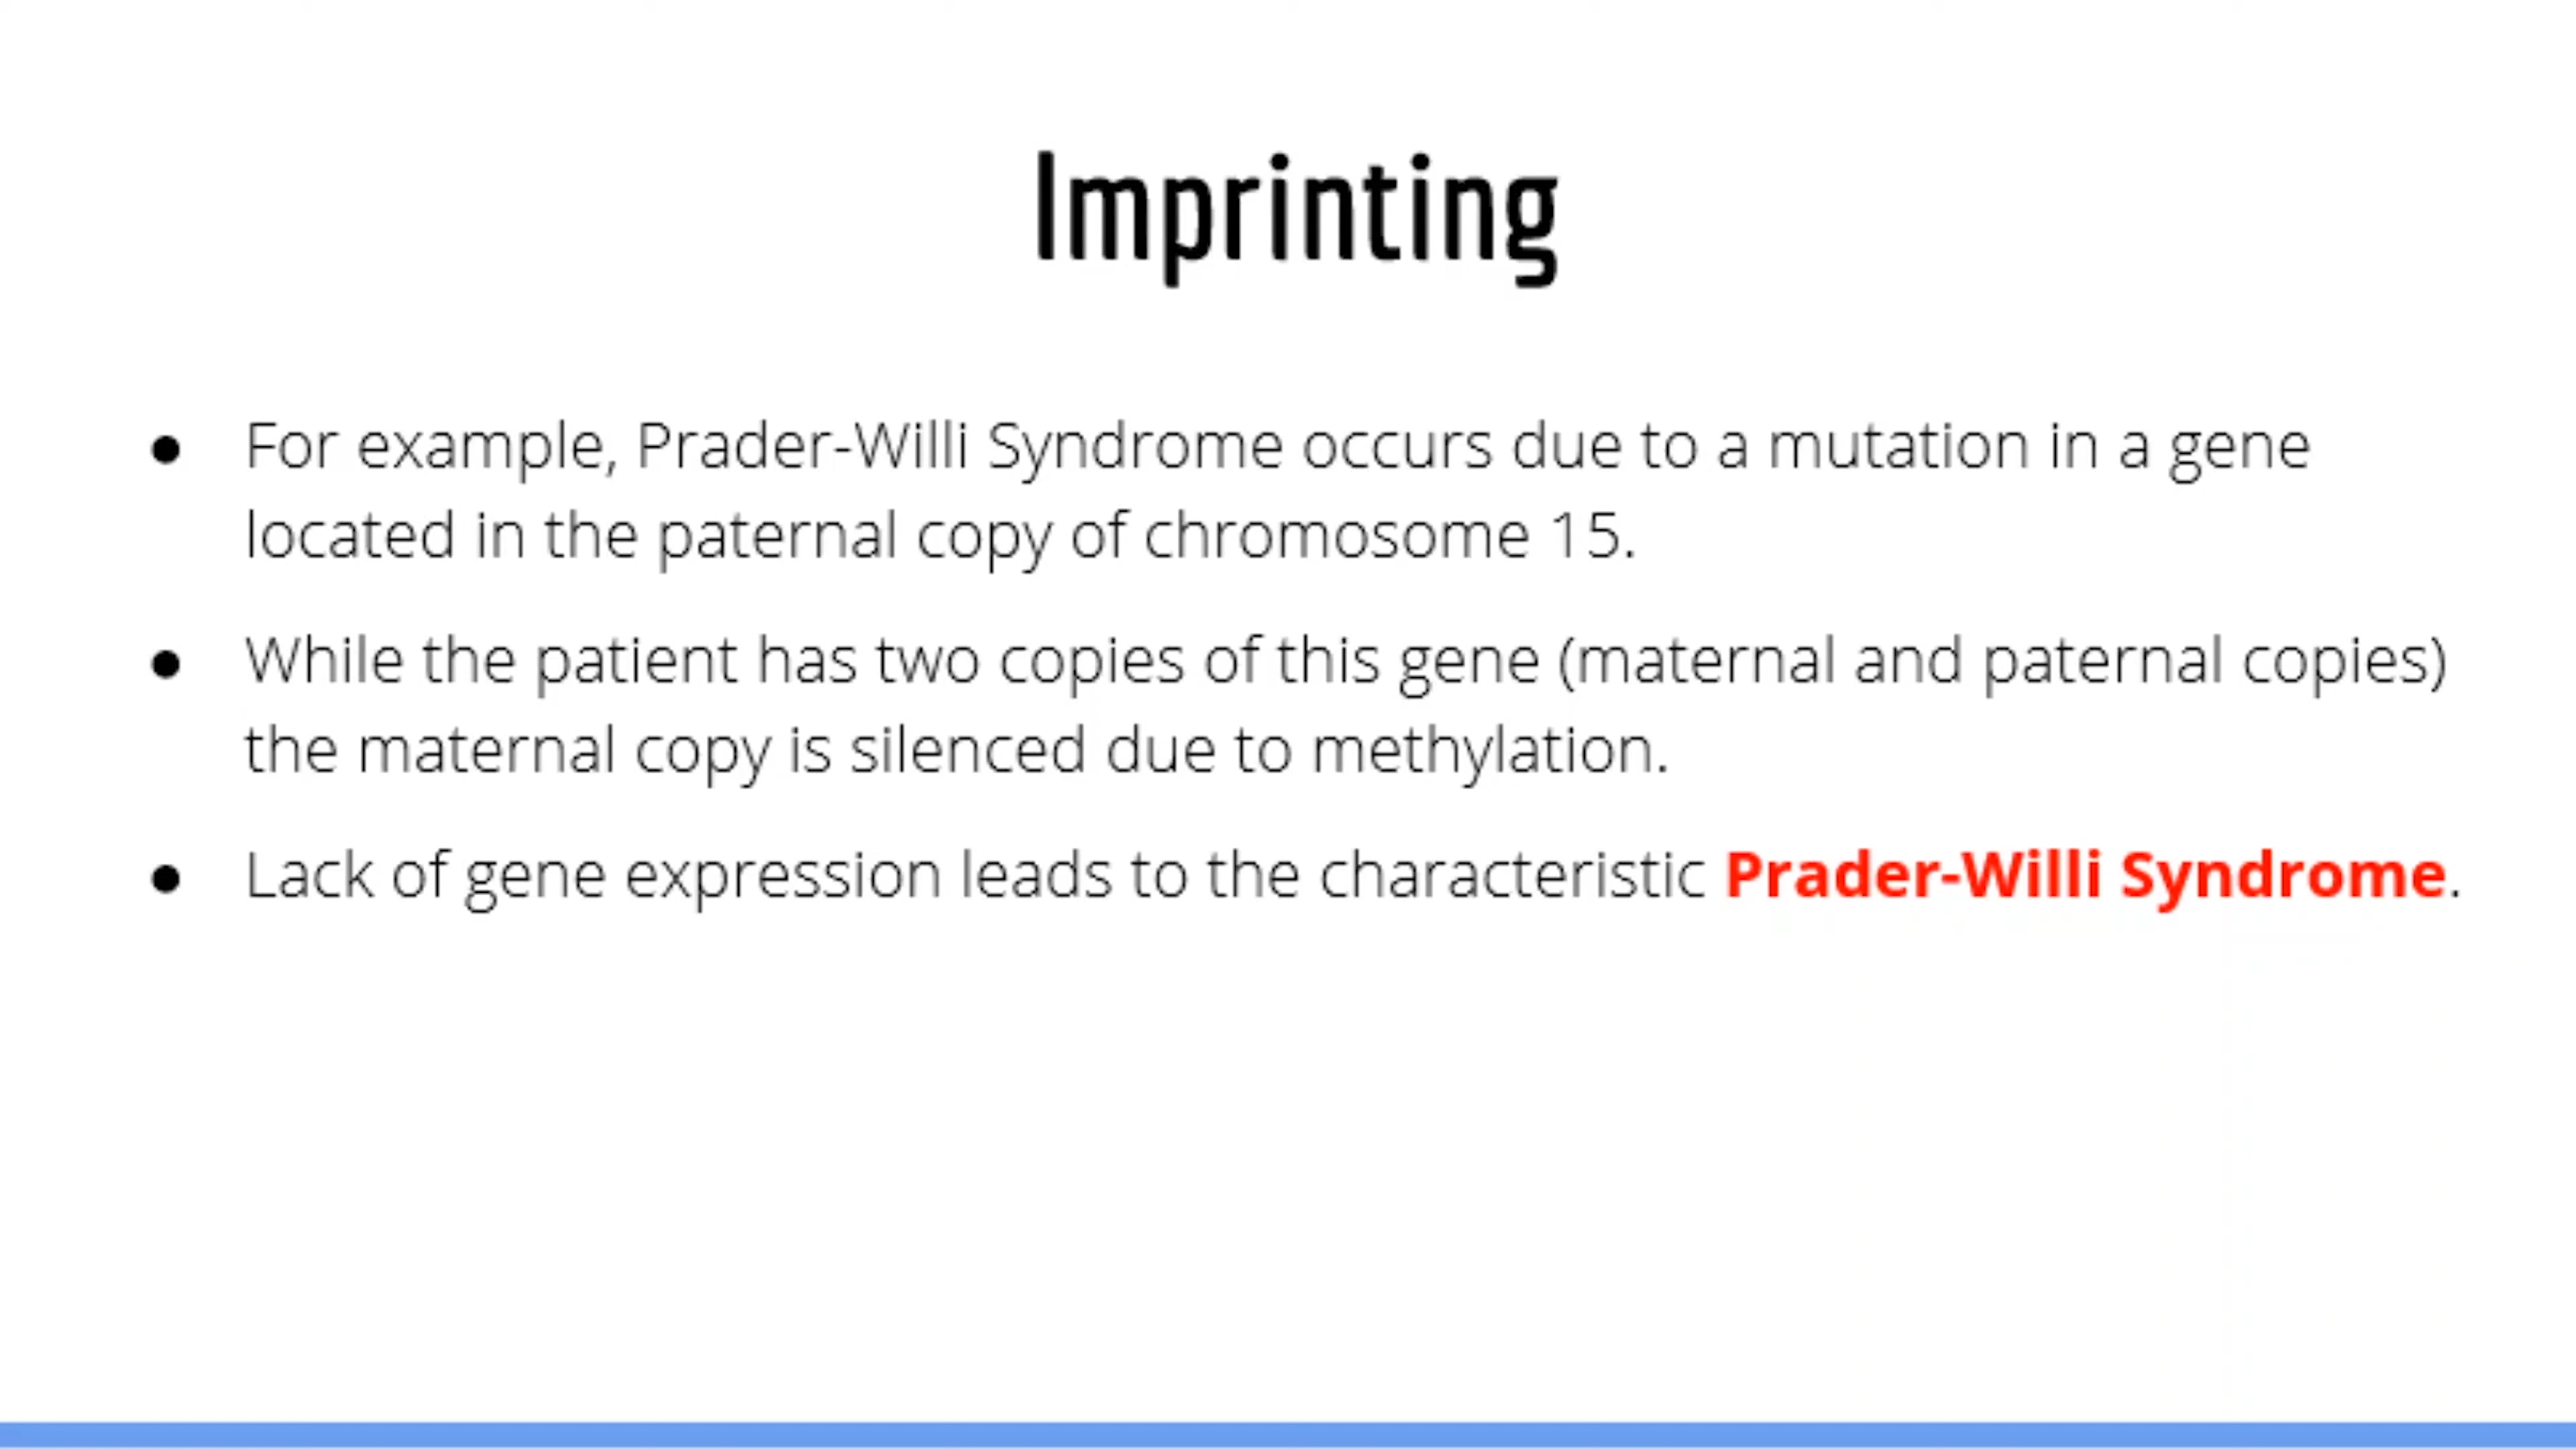 Imprinting
● For example, Prader-Willi Syndrome occurs due to a mutation in a gene
located in the paternal copy of chromosome 15.
● While the patient has two copies of this gene (maternal and paternal copies)
the maternal copy is silenced due to methylation.
● Lack of gene expression leads to the characteristic Prader-Willi Syndrome.